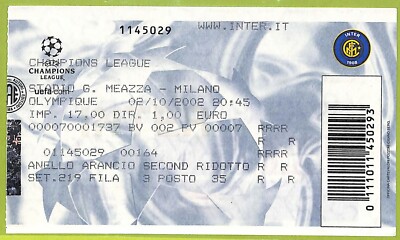 1145029 WWW.INTER.IT
CHAMPIONS LEAGUE
STADIO G. MEAZZA - MILANO
OLYMPIQUE 02/10/2002 20:45
IMP. 17,00 DIR. 1,00 EURO
000070001737 BV 002 PV 00007 RRRR
R R
01145029 00164 RRRR
ANELLO ARANCIO SECOND RIDOTTO R R
SET.219 FILA 3 POSTO 35 R R
UEFA
CHAMPIONS
LEAGUE
uefa.com
INTER
1908
0 111011 450293